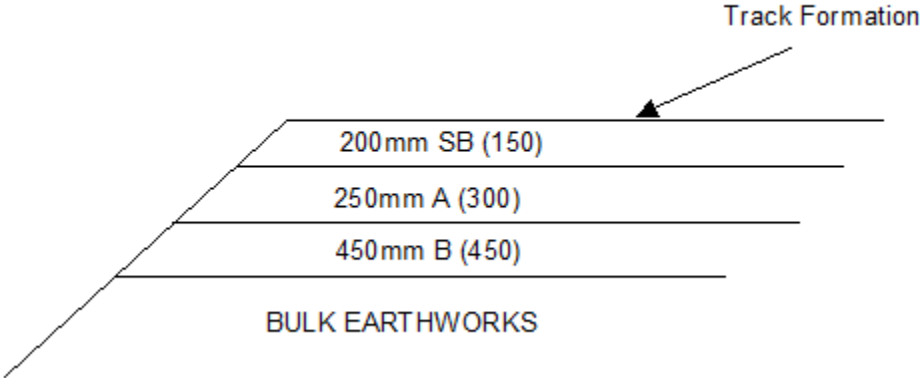 Track Formation
200mm SB (150)
250mm A (300)
450mm B (450)
BULK EARTHWORKS